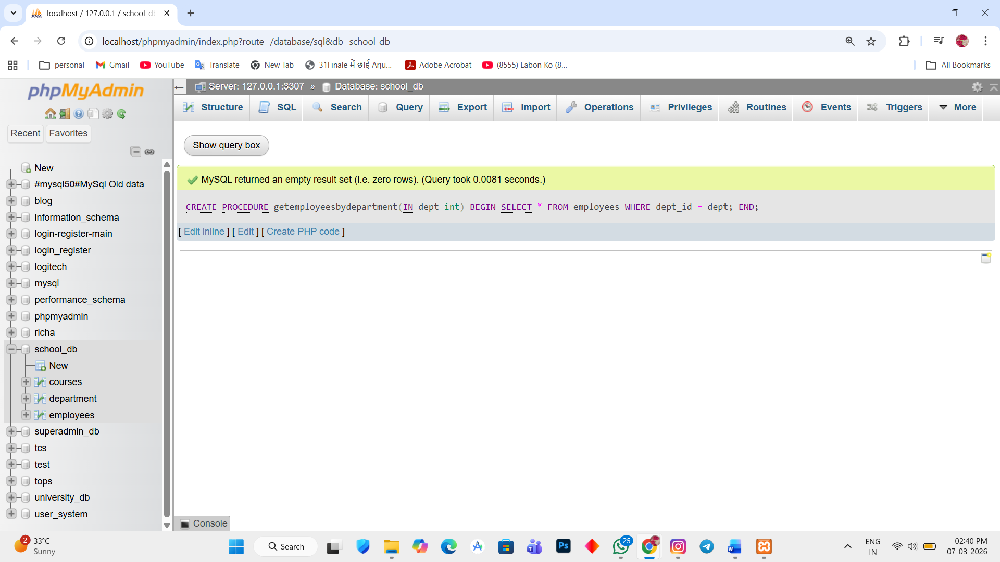 localhost / 127.0.0.1 / school_d
localhost/phpmyadmin/index.php?route=/database/sql&db=school_db
personal
Gmail
YouTube
Translate
New Tab
31Finale में छाई Arju...
Adobe Acrobat
(8555) Labon Ko (8...
All Bookmarks
phpMyAdmin
Recent
Favorites
New
#mysql50#MySql Old data
blog
information_schema
login-register-main
login_register
logitech
mysql
performance_schema
phpmyadmin
richa
school_db
New
courses
department
employees
superadmin_db
tcs
test
tops
university_db
user_system
Server: 127.0.0.1:3307 » Database: school_db
Structure
SQL
Search
Query
Export
Import
Operations
Privileges
Routines
Events
Triggers
More
Show query box
MySQL returned an empty result set (i.e. zero rows). (Query took 0.0081 seconds.)
CREATE PROCEDURE getemployeesbydepartment(IN dept int) BEGIN SELECT * FROM employees WHERE dept_id = dept; END;
[ Edit inline ] [ Edit ] [ Create PHP code ]
Console
2
33°C
Sunny
Search
Ps
25
ENG
IN
02:40 PM
07-03-2026